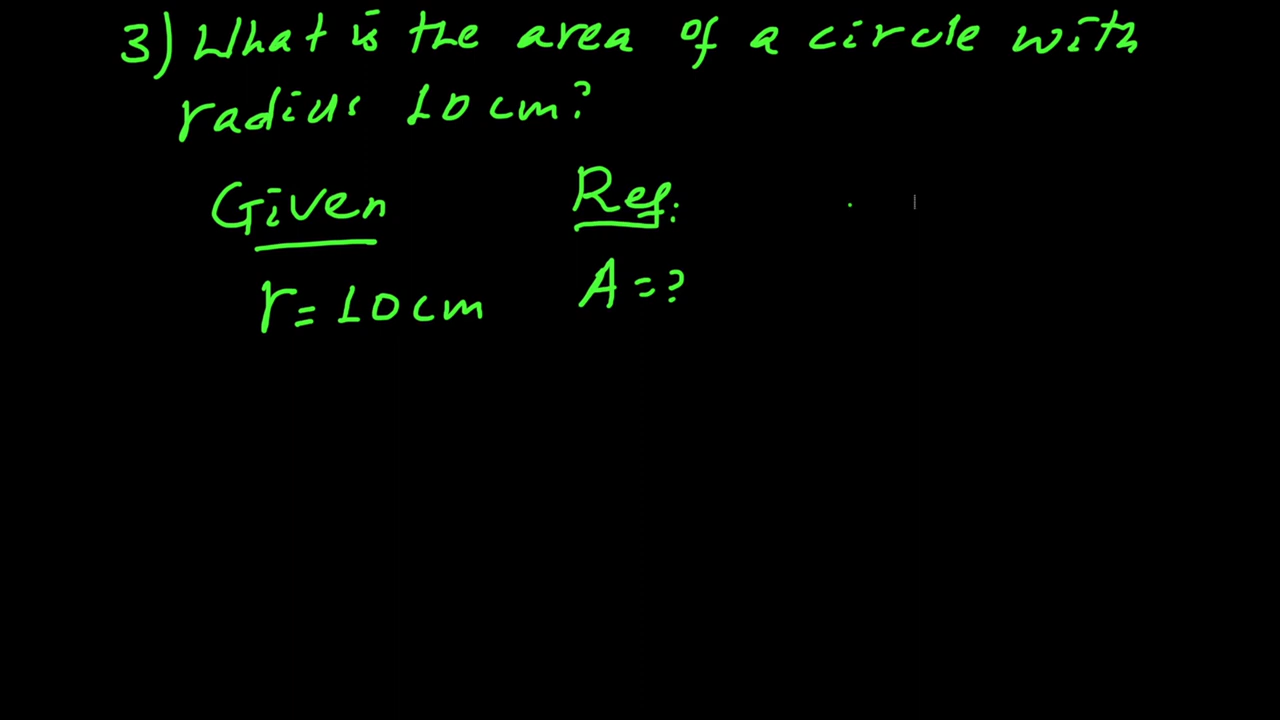 3) What is the area of a circle with
radius 10 cm?
Given Req:
r = 10 cm A = ?